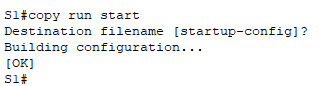 S1#copy run start
Destination filename [startup-config]?
Building configuration...
[OK]
S1#